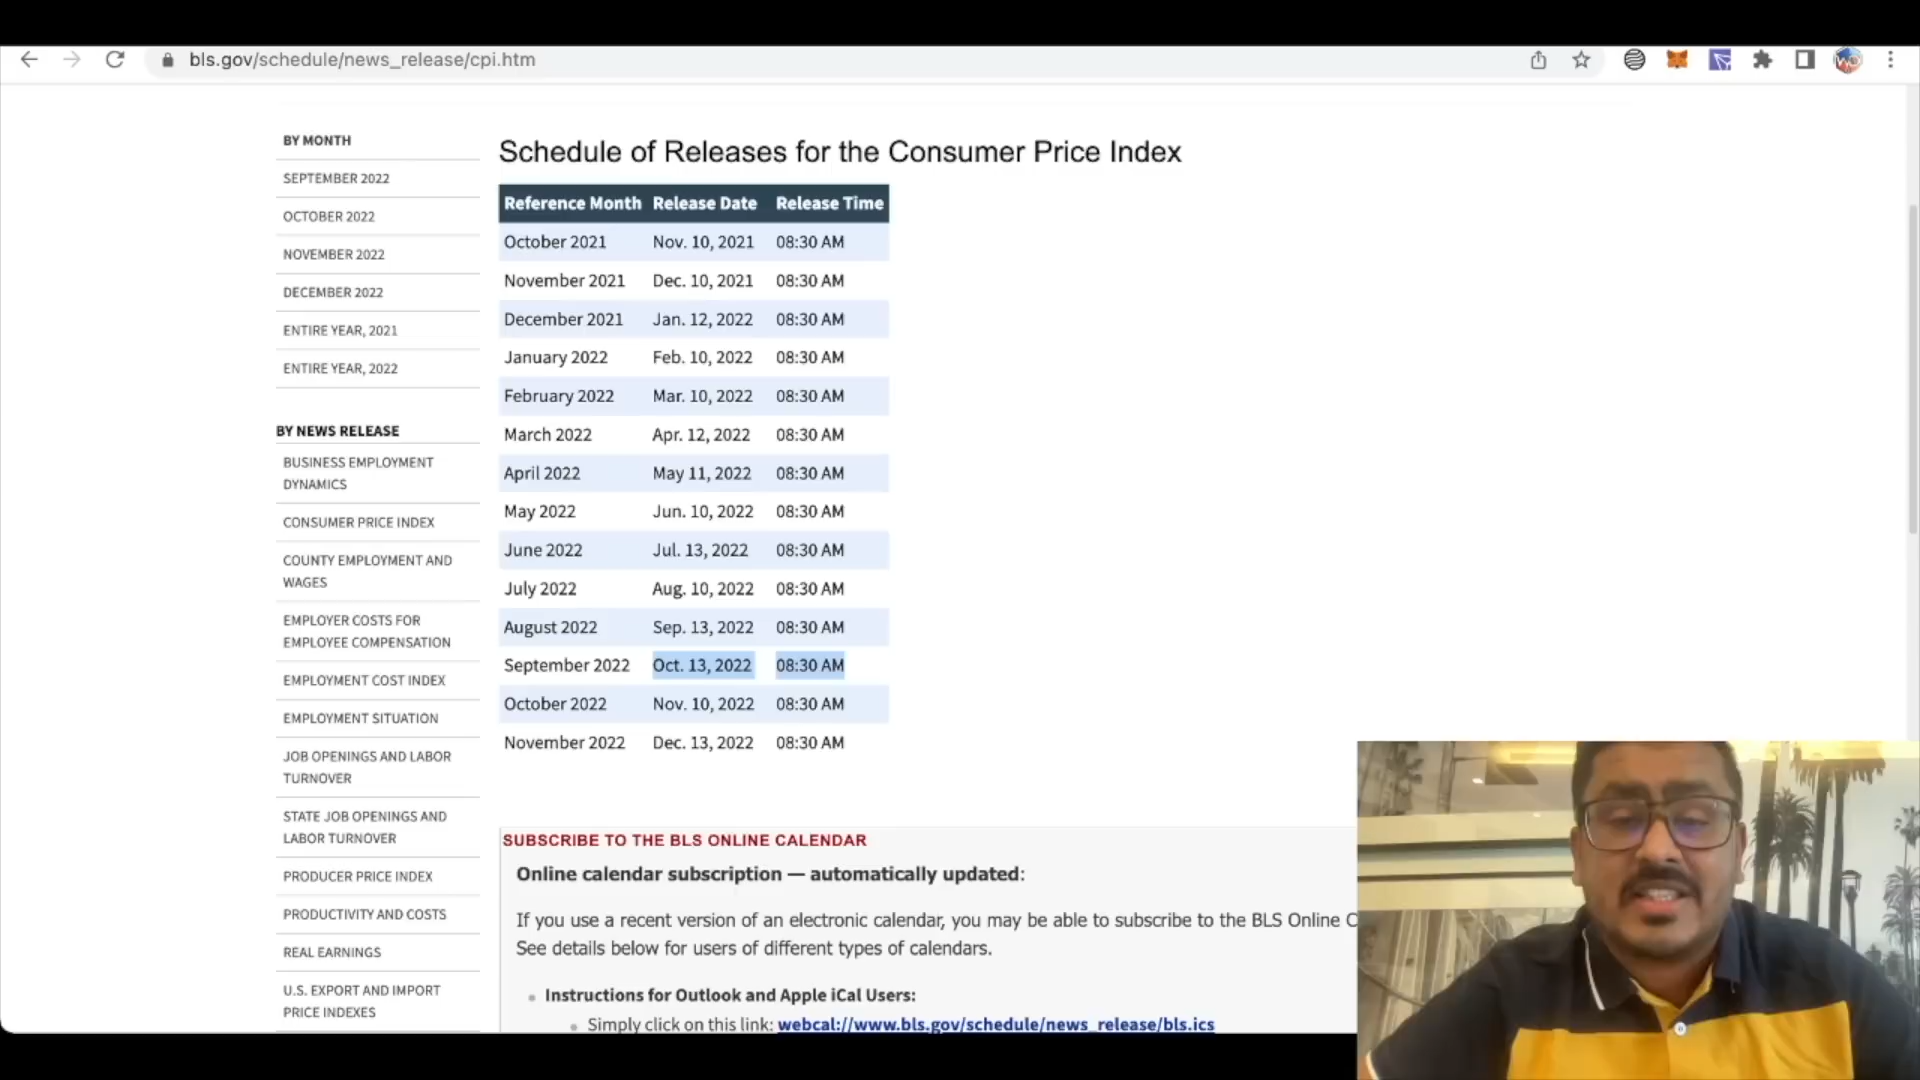 bls.gov/schedule/news_release/cpi.htm
BY MONTH
SEPTEMBER 2022
OCTOBER 2022
NOVEMBER 2022
DECEMBER 2022
ENTIRE YEAR, 2021
ENTIRE YEAR, 2022
BY NEWS RELEASE
BUSINESS EMPLOYMENT
DYNAMICS
CONSUMER PRICE INDEX
COUNTY EMPLOYMENT AND
WAGES
EMPLOYER COSTS FOR
EMPLOYEE COMPENSATION
EMPLOYMENT COST INDEX
EMPLOYMENT SITUATION
JOB OPENINGS AND LABOR
TURNOVER
STATE JOB OPENINGS AND
LABOR TURNOVER
PRODUCER PRICE INDEX
PRODUCTIVITY AND COSTS
REAL EARNINGS
U.S. EXPORT AND IMPORT
PRICE INDEXES
Schedule of Releases for the Consumer Price Index
Reference Month Release Date Release Time
October 2021 Nov. 10, 2021 08:30 AM
November 2021 Dec. 10, 2021 08:30 AM
December 2021 Jan. 12, 2022 08:30 AM
January 2022 Feb. 10, 2022 08:30 AM
February 2022 Mar. 10, 2022 08:30 AM
March 2022 Apr. 12, 2022 08:30 AM
April 2022 May 11, 2022 08:30 AM
May 2022 Jun. 10, 2022 08:30 AM
June 2022 Jul. 13, 2022 08:30 AM
July 2022 Aug. 10, 2022 08:30 AM
August 2022 Sep. 13, 2022 08:30 AM
September 2022 Oct. 13, 2022 08:30 AM
October 2022 Nov. 10, 2022 08:30 AM
November 2022 Dec. 13, 2022 08:30 AM
SUBSCRIBE TO THE BLS ONLINE CALENDAR
Online calendar subscription — automatically updated:
If you use a recent version of an electronic calendar, you may be able to subscribe to the BLS Online C
See details below for users of different types of calendars.
Instructions for Outlook and Apple iCal Users:
Simply click on this link: webcal://www.bls.gov/schedule/news_release/bls.ics